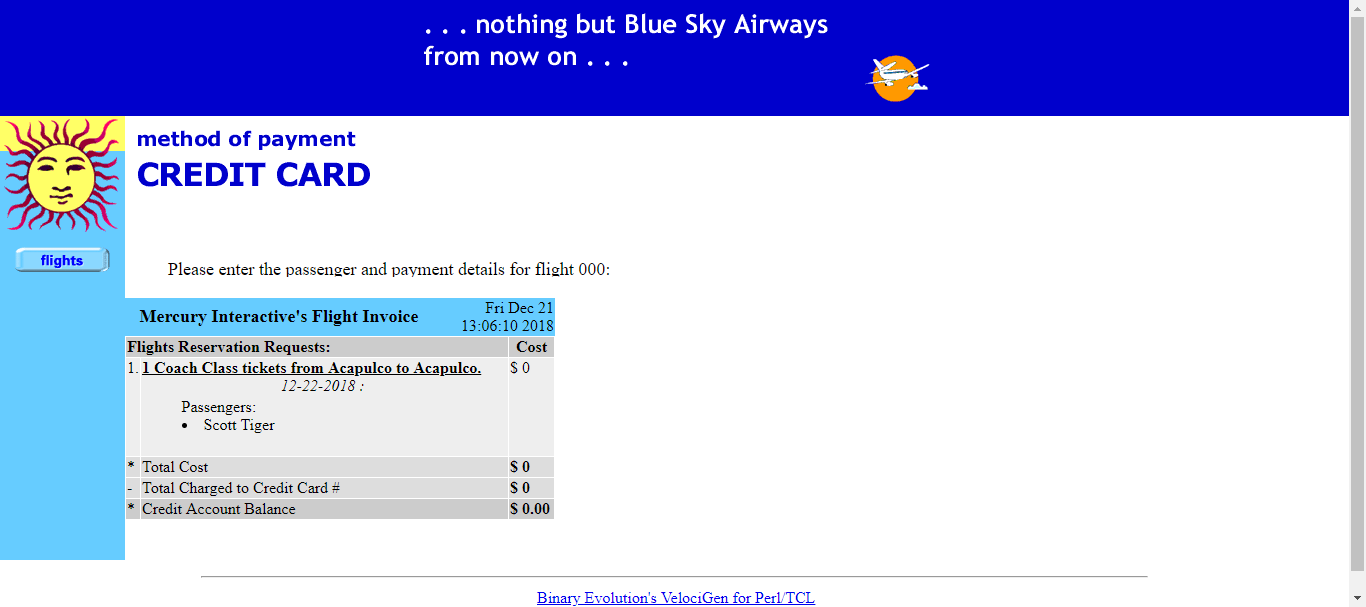 . . . nothing but Blue Sky Airways
from now on . . .
method of payment
CREDIT CARD
flights
Please enter the passenger and payment details for flight 000:
Mercury Interactive's Flight Invoice
Fri Dec 21
13:06:10 2018
Flights Reservation Requests: Cost
1. 1 Coach Class tickets from Acapulco to Acapulco. $ 0
12-22-2018 :
Passengers:
• Scott Tiger
* Total Cost $ 0
- Total Charged to Credit Card # $ 0
* Credit Account Balance $ 0.00
Binary Evolution's VelociGen for Perl/TCL